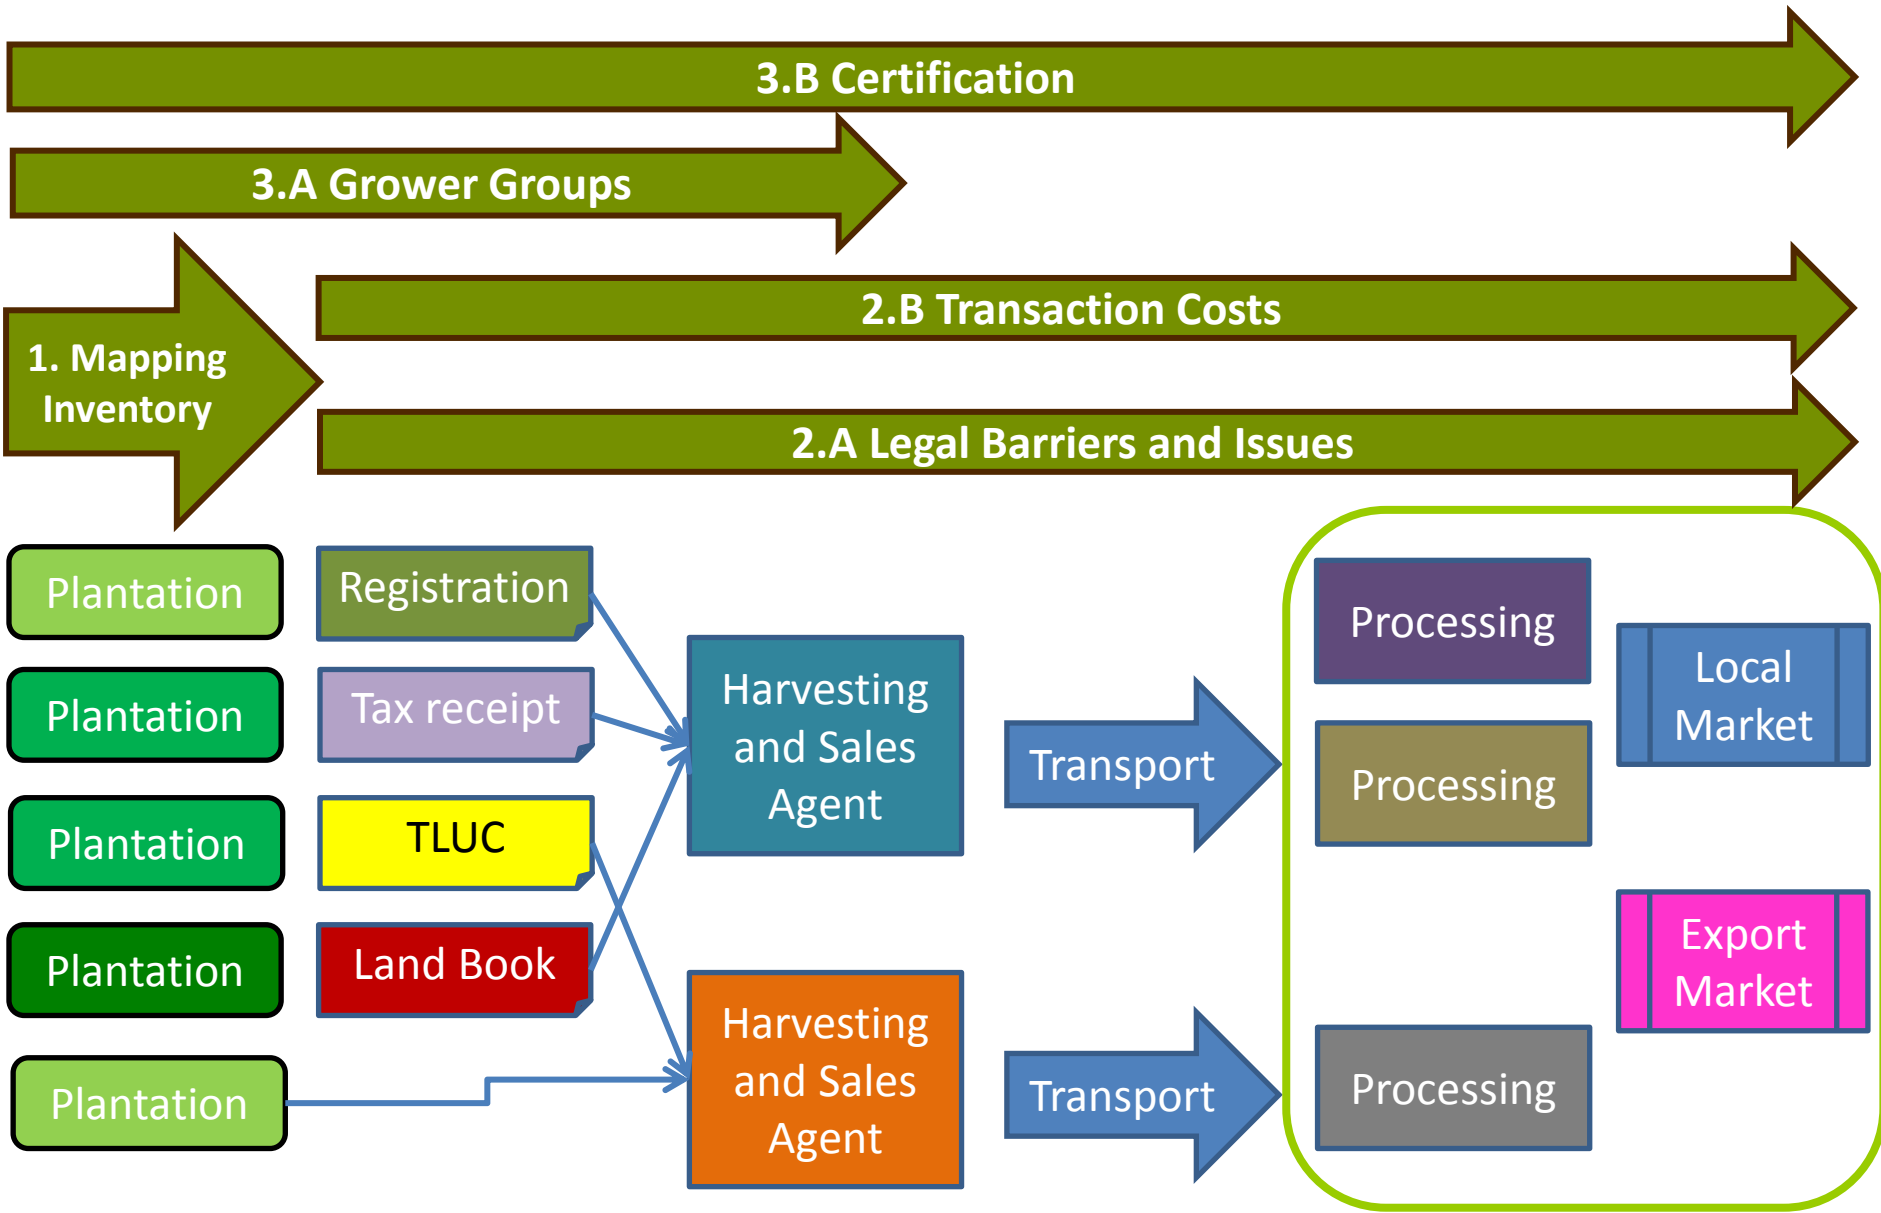 3.B Certification
3.A Grower Groups
2.B Transaction Costs
1. Mapping
Inventory
2.A Legal Barriers and Issues
Plantation
Registration
Plantation
Tax receipt
Plantation
TLUC
Plantation
Land Book
Plantation
Harvesting
and Sales
Agent
Harvesting
and Sales
Agent
Transport
Transport
Processing
Processing
Processing
Local
Market
Export
Market